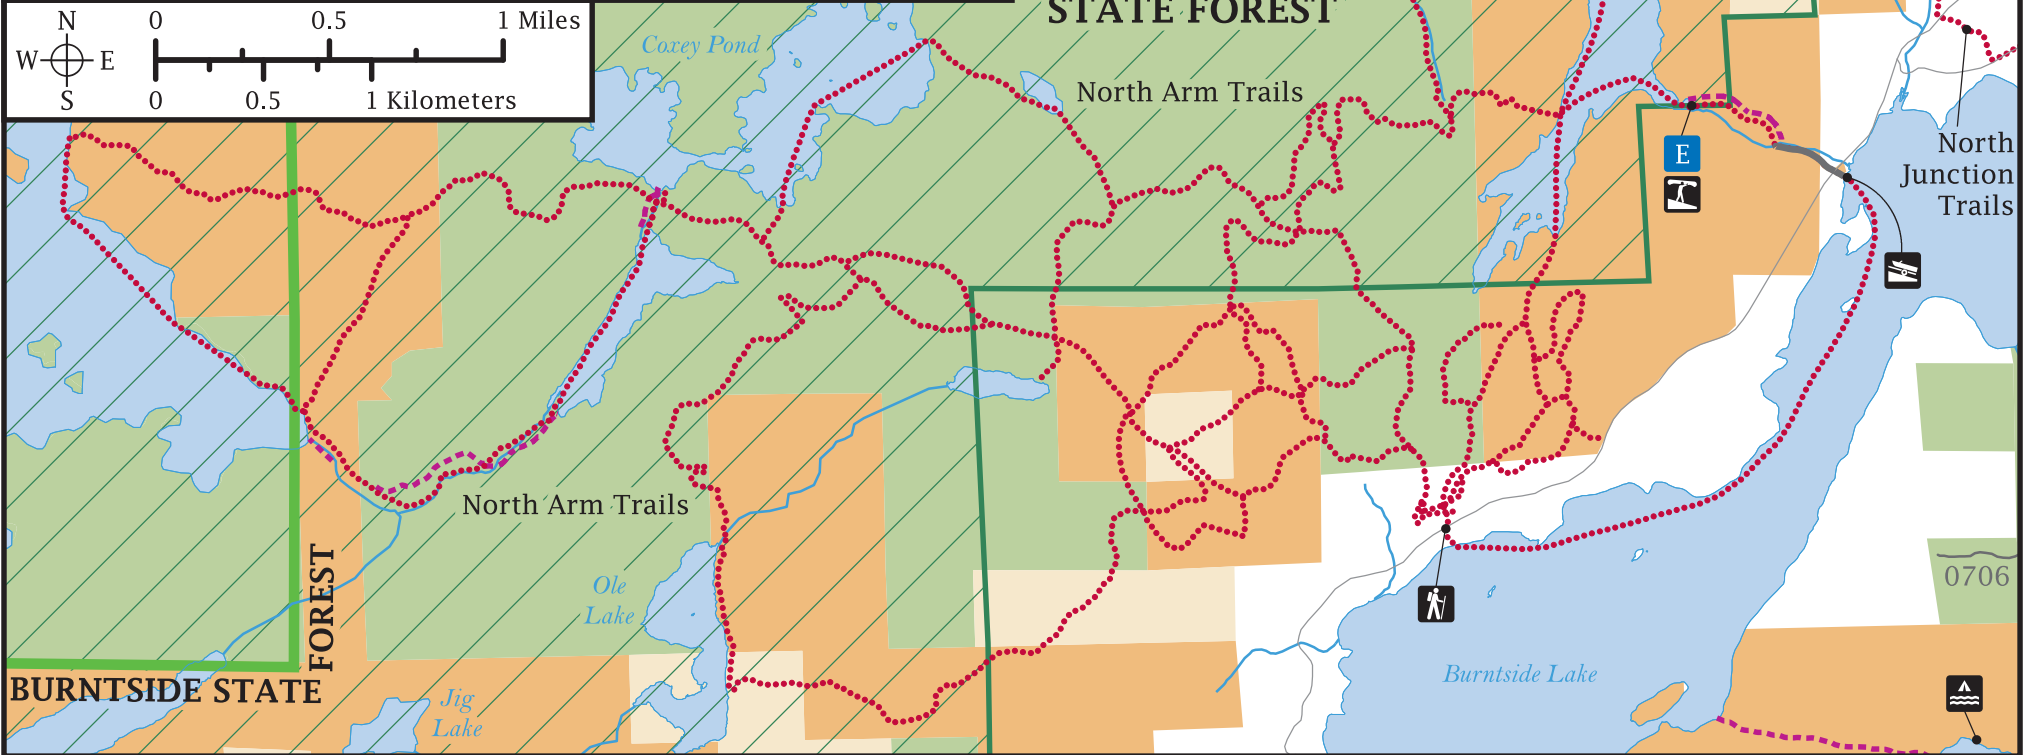 N
W E
S
0 0.5 1 Miles
0 0.5 1 Kilometers
STATE FOREST
Coxey Pond
North Arm Trails
E
North
Junction
Trails
North Arm Trails
Ole
Lake
FOREST
BURNTSIDE STATE
Jig
Lake
Burntside Lake
0706